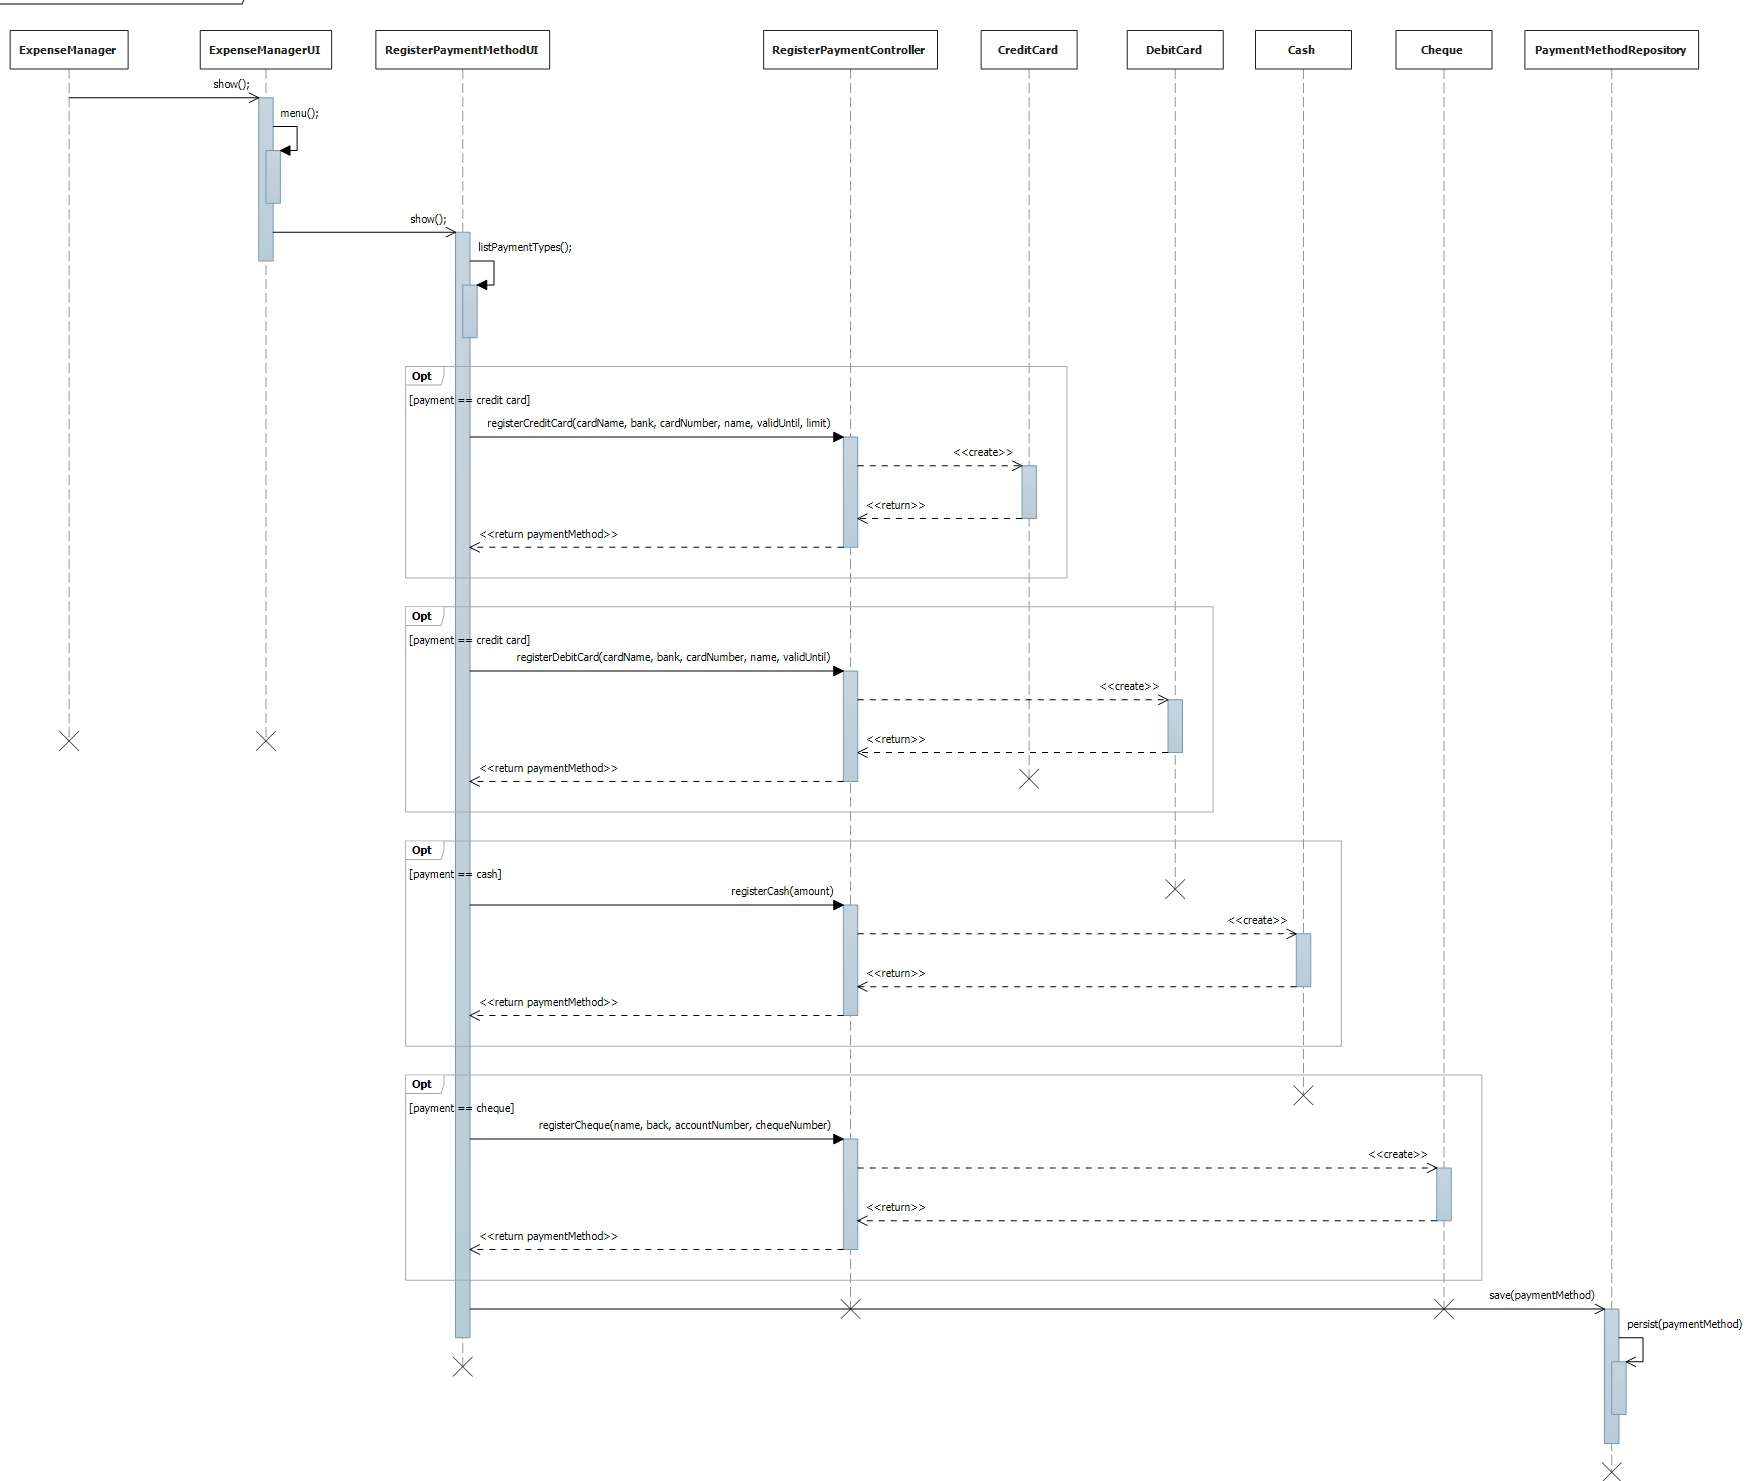 ExpenseManager
ExpenseManagerUI
RegisterPaymentMethodUI
RegisterPaymentController
CreditCard
DebitCard
Cash
Cheque
PaymentMethodRepository
show();
menu();
show();
listPaymentTypes();
Opt
[payment == credit card]
registerCreditCard(cardName, bank, cardNumber, name, validUntil, limit)
<<create>>
<<return>>
<<return paymentMethod>>
Opt
[payment == credit card]
registerDebitCard(cardName, bank, cardNumber, name, validUntil)
<<create>>
<<return>>
<<return paymentMethod>>
Opt
[payment == cash]
registerCash(amount)
<<create>>
<<return>>
<<return paymentMethod>>
Opt
[payment == cheque]
registerCheque(name, back, accountNumber, chequeNumber)
<<create>>
<<return>>
<<return paymentMethod>>
save(paymentMethod)
persist(paymentMethod)